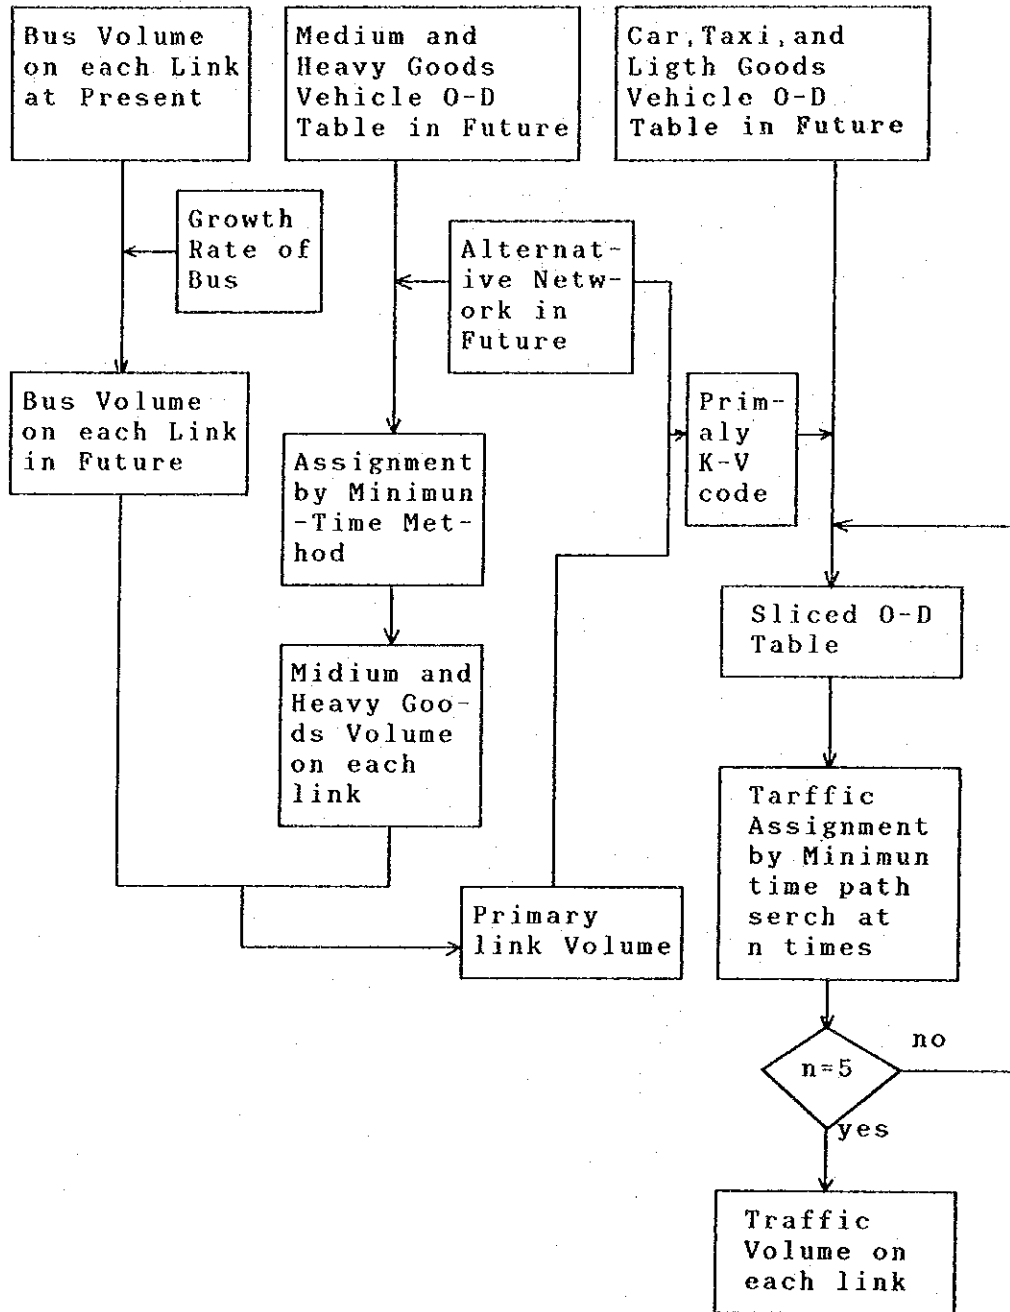 Bus Volume
on each Link
at Present
Medium and
Heavy Goods
Vehicle O-D
Table in Future
Car,Taxi,and
Ligth Goods
Vehicle O-D
Table in Future
Growth
Rate of
Bus
Alternat-
ive Netw-
ork in
Future
Bus Volume
on each Link
in Future
Prim-
aly
K-V
code
Assignment
by Minimun
-Time Met-
hod
Sliced O-D
Table
Midium and
Heavy Goo-
ds Volume
on each
link
Tarffic
Assignment
by Minimun
time path
serch at
n times
Primary
link Volume
n=5
no
yes
Traffic
Volume on
each link